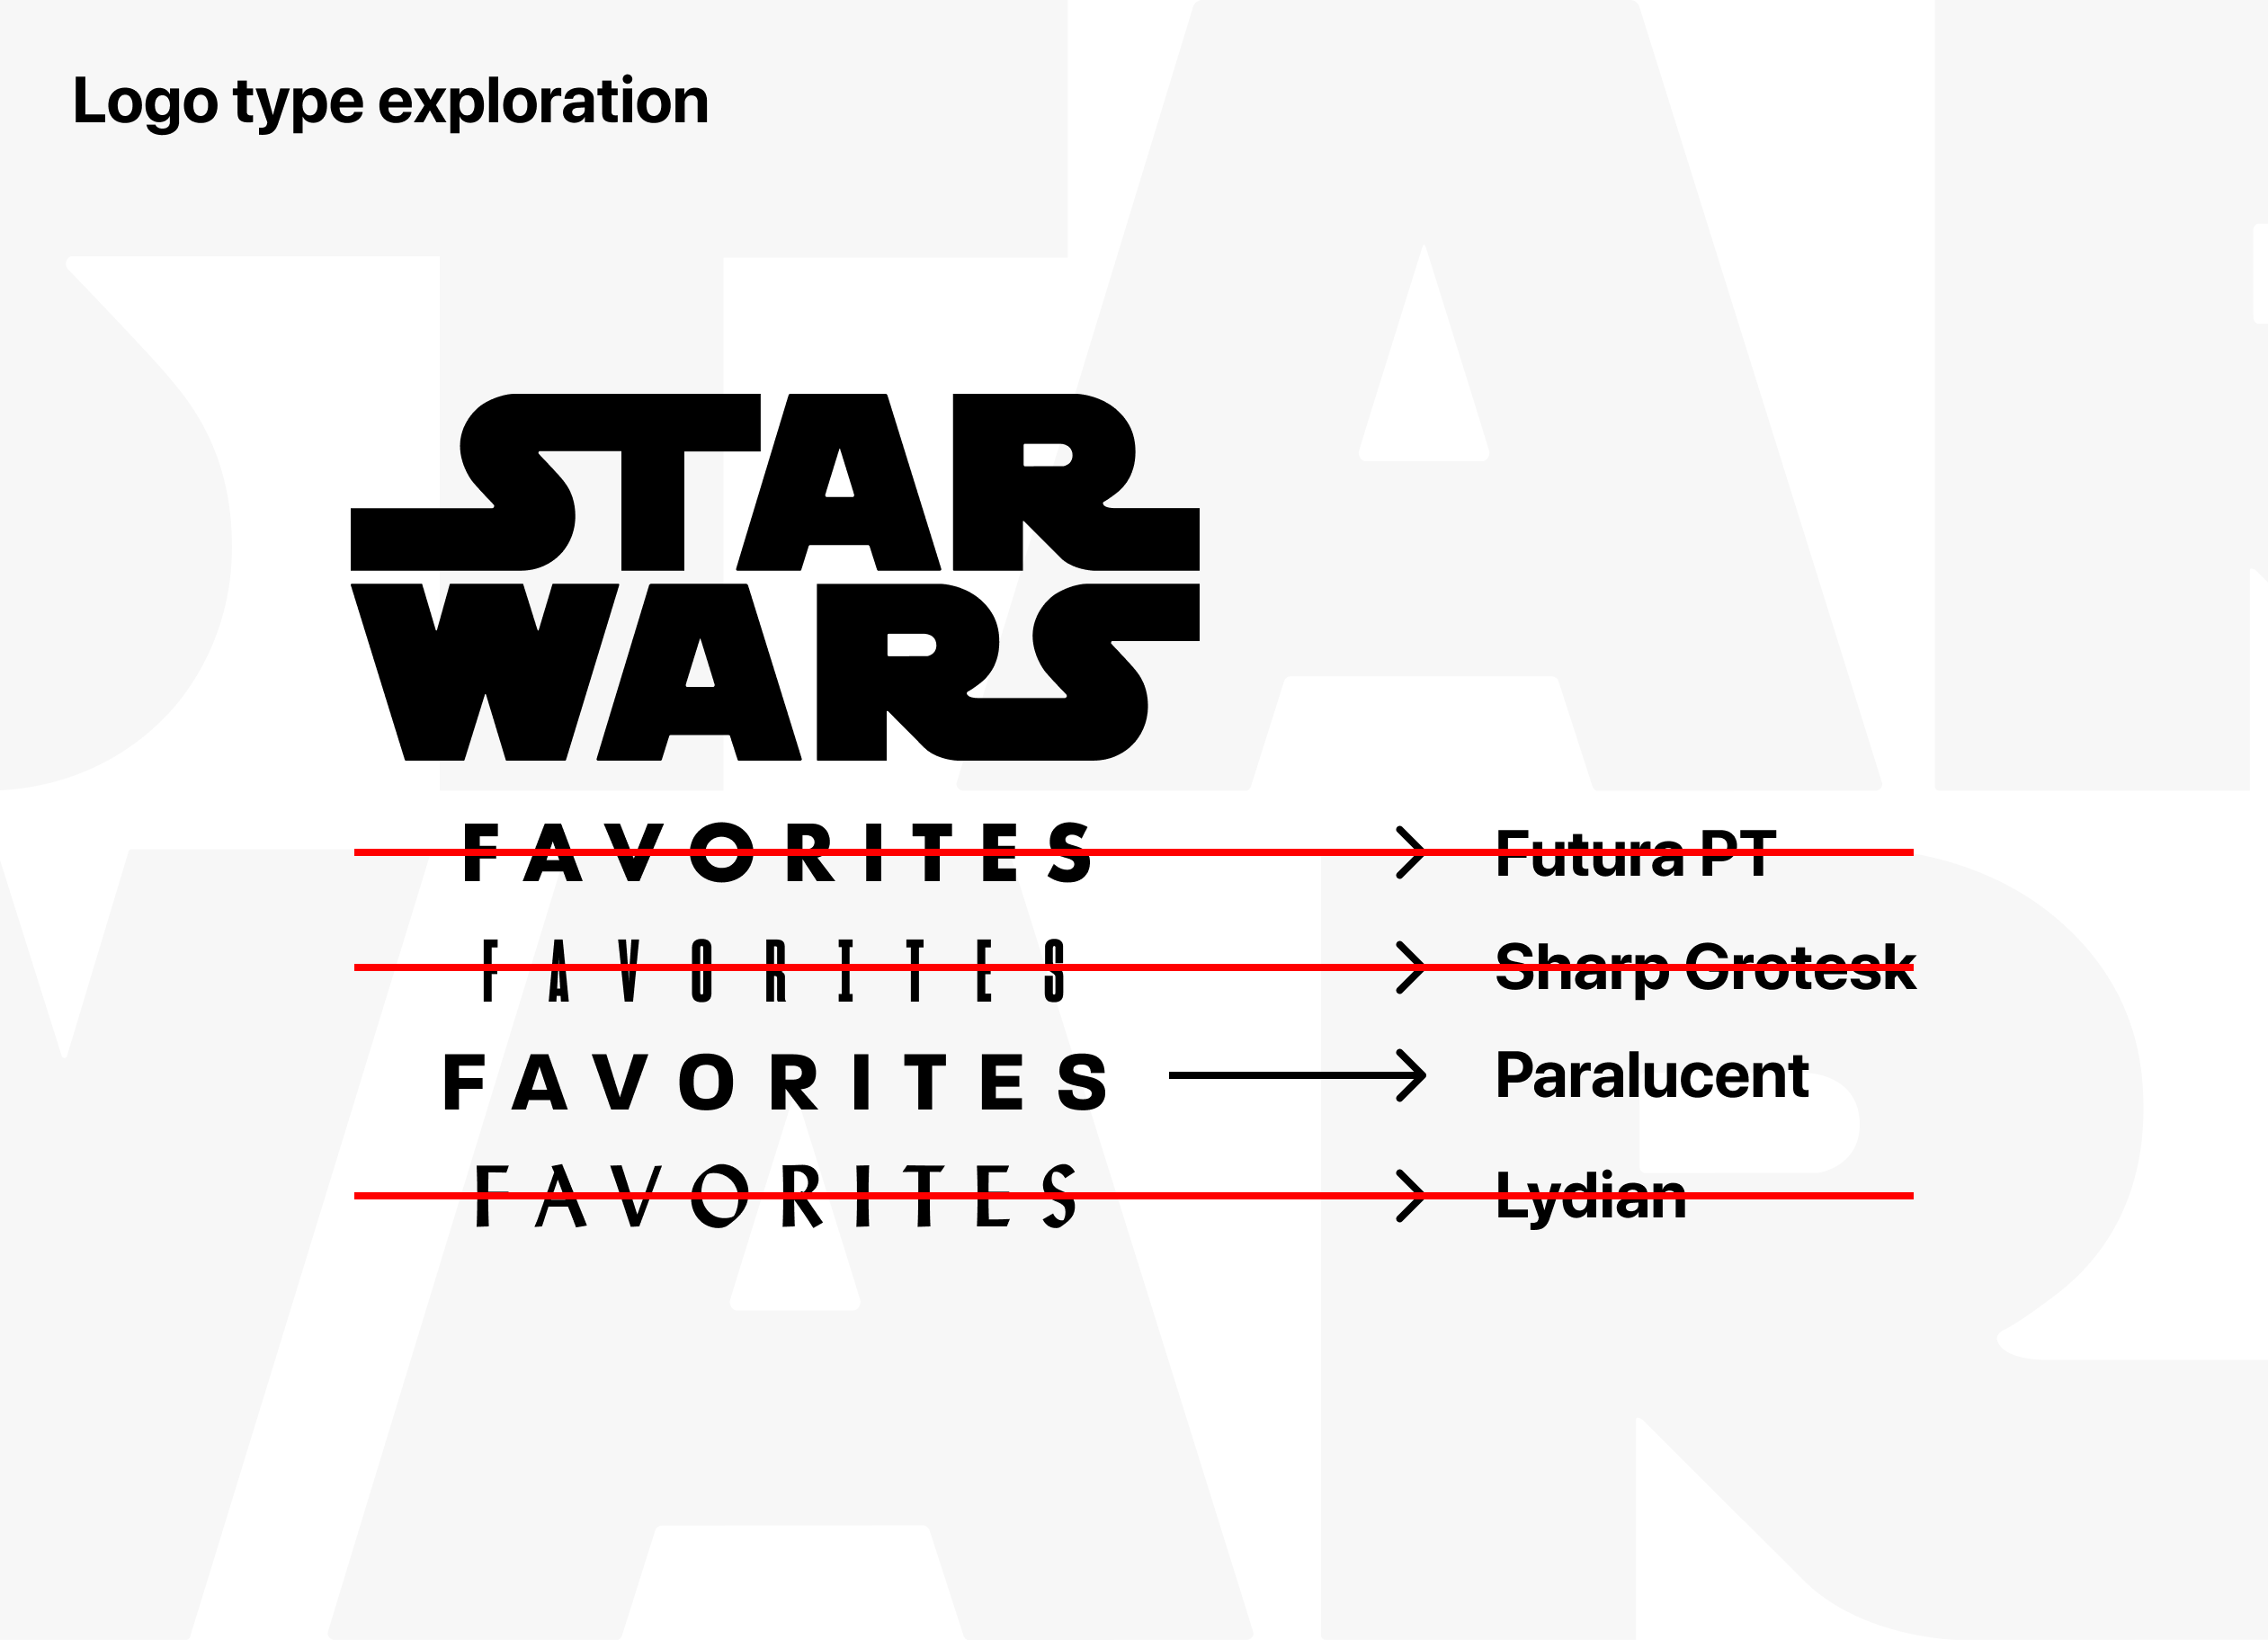 Logo type exploration
STAR
WARS
FAVORITES Futura PT
FAVORITES Sharp Grotesk
FAVORITES Paralucent
FAVORITES Lydian